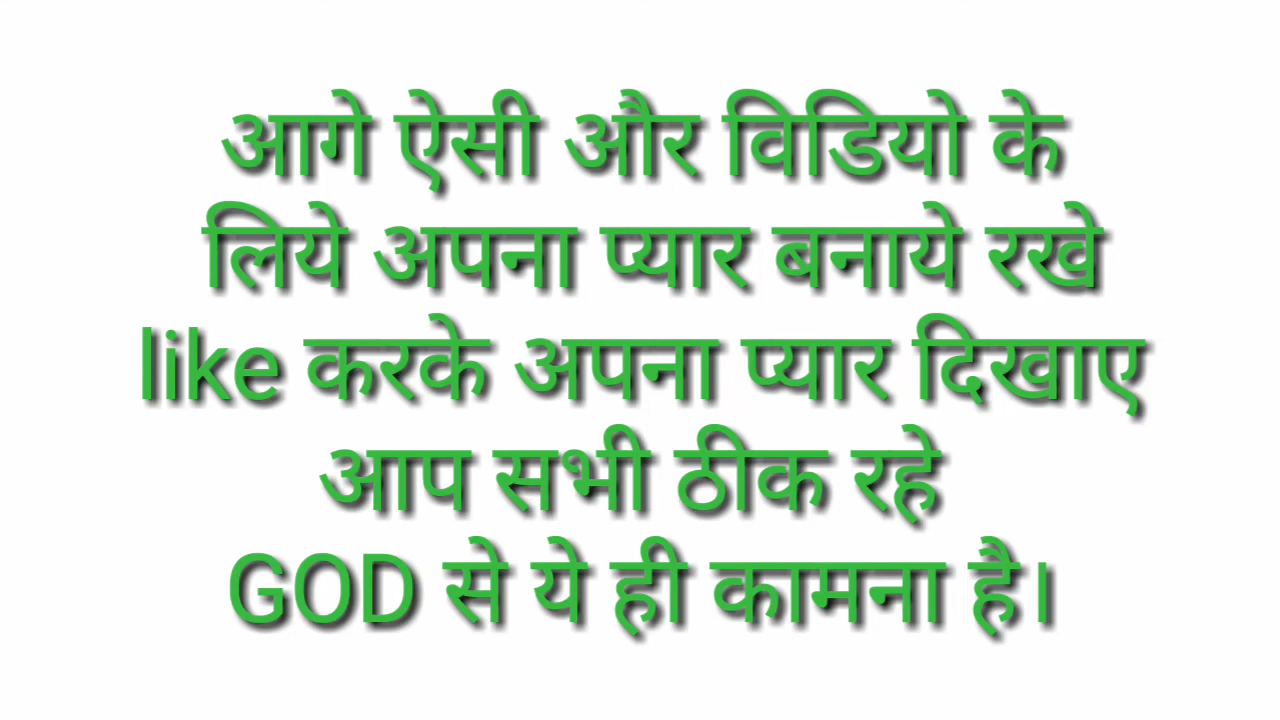 आगे ऐसी और विडियो के
लिये अपना प्यार बनाये रखे
like करके अपना प्यार दिखाए
आप सभी ठीक रहे
GOD से ये ही कामना है।